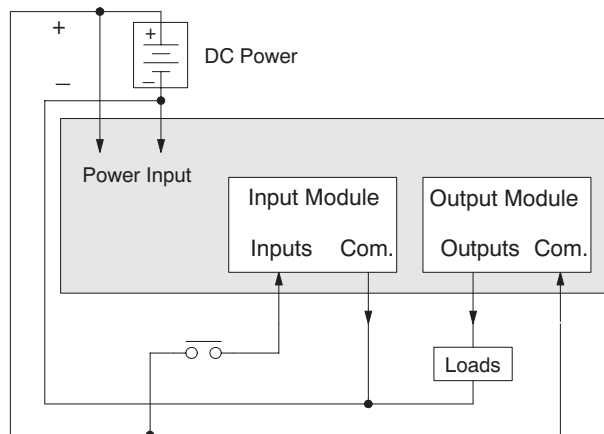 +
+
DC Power
–
–
Power Input
Input Module
Output Module
Inputs Com.
Outputs Com.
Loads